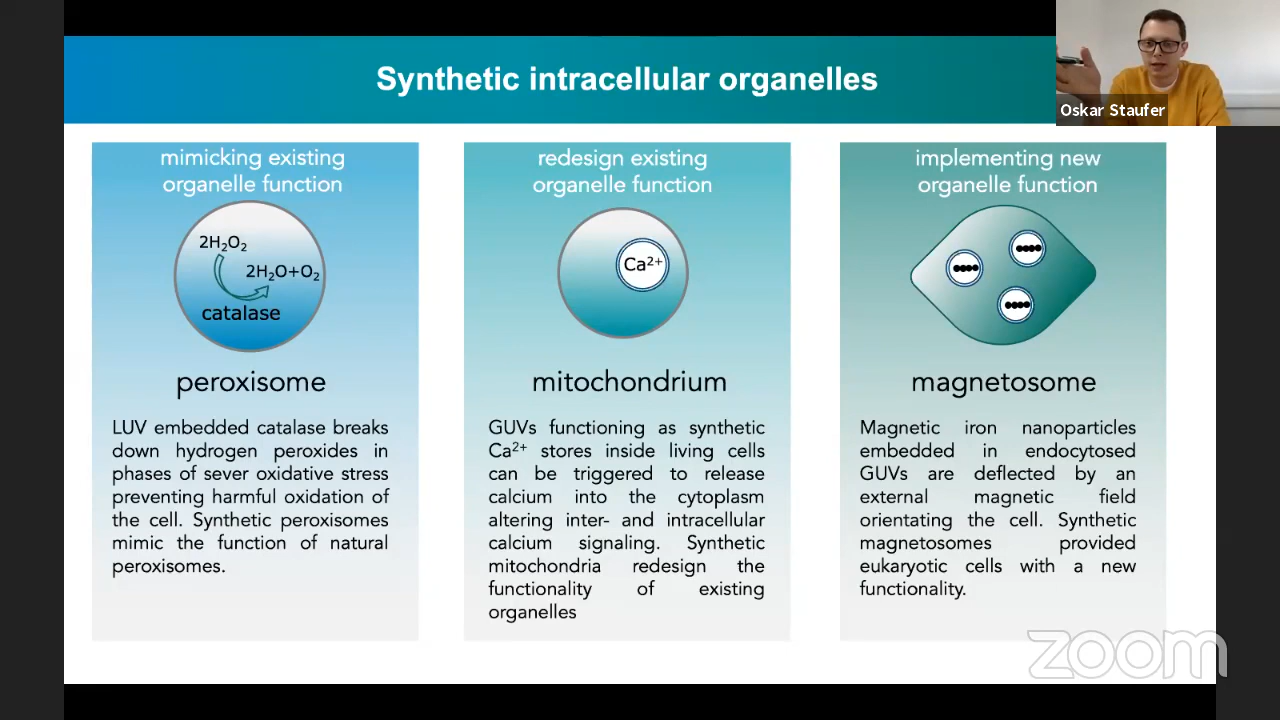 Synthetic intracellular organelles
Oskar Staufer
mimicking existing
organelle function
2H₂O₂
2H₂O+O₂
catalase
peroxisome
LUV embedded catalase breaks
down hydrogen peroxides in
phases of sever oxidative stress
preventing harmful oxidation of
the cell. Synthetic peroxisomes
mimic the function of natural
peroxisomes.
redesign existing
organelle function
Ca²⁺
mitochondrium
GUVs functioning as synthetic
Ca²⁺ stores inside living cells
can be triggered to release
calcium into the cytoplasm
altering inter- and intracellular
calcium signaling. Synthetic
mitochondria redesign the
functionality of existing
organelles
implementing new
organelle function
magnetosome
Magnetic iron nanoparticles
embedded in endocytosed
GUVs are deflected by an
external magnetic field
orientating the cell. Synthetic
magnetosomes provided
eukaryotic cells with a new
functionality.
zoom